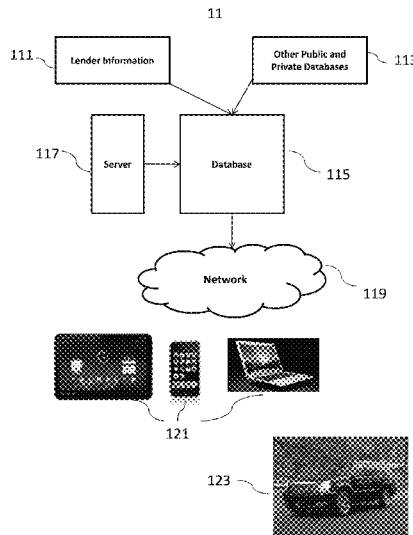 11
111
Lender Information
Other Public and
Private Databases
113
117
Server
Database
115
Network
119
121
123